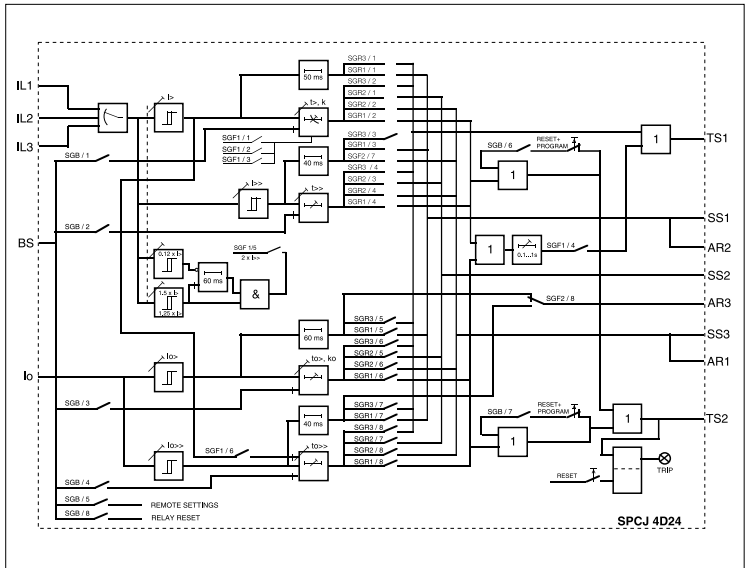 SGR3 / 1
50 ms
SGR1 / 1
IL1
I>
SGR3 / 2
t>, k
SGR2 / 1
IL2
SGR2 / 2
SGR1 / 2
IL3
SGF1 / 1
SGF1 / 2
SGF1 / 3
SGR3 / 3
SGR1 / 3
40 ms
SGF2 / 7
SGB / 1
SGB / 6
RESET+
PROGRAM
1
TS1
1
I>>
t>>
SGR3 / 4
SGR2 / 3
SGR2 / 4
SGR1 / 4
SGB / 2
SS1
BS
SGF 1/5
2 x I>>
1
0.1...1s
SGF1 / 4
AR2
0.12 x I>
60 ms
&
SS2
1.5 x I>
1.25 x I>
SGF2 / 8
AR3
60 ms
SGR3 / 5
SGR1 / 5
SS3
Io>
to>, ko
SGR3 / 6
SGR2 / 5
SGR2 / 6
SGR1 / 6
AR1
Io
SGB / 3
40 ms
SGR3 / 7
SGR1 / 7
SGB / 7
RESET+
PROGRAM
1
TS2
SGF1 / 6
Io>>
to>>
SGR3 / 8
SGR2 / 7
SGR2 / 8
SGR1 / 8
1
SGB / 4
RESET
TRIP
SGB / 5
REMOTE SETTINGS
SGB / 8
RELAY RESET
SPCJ 4D24